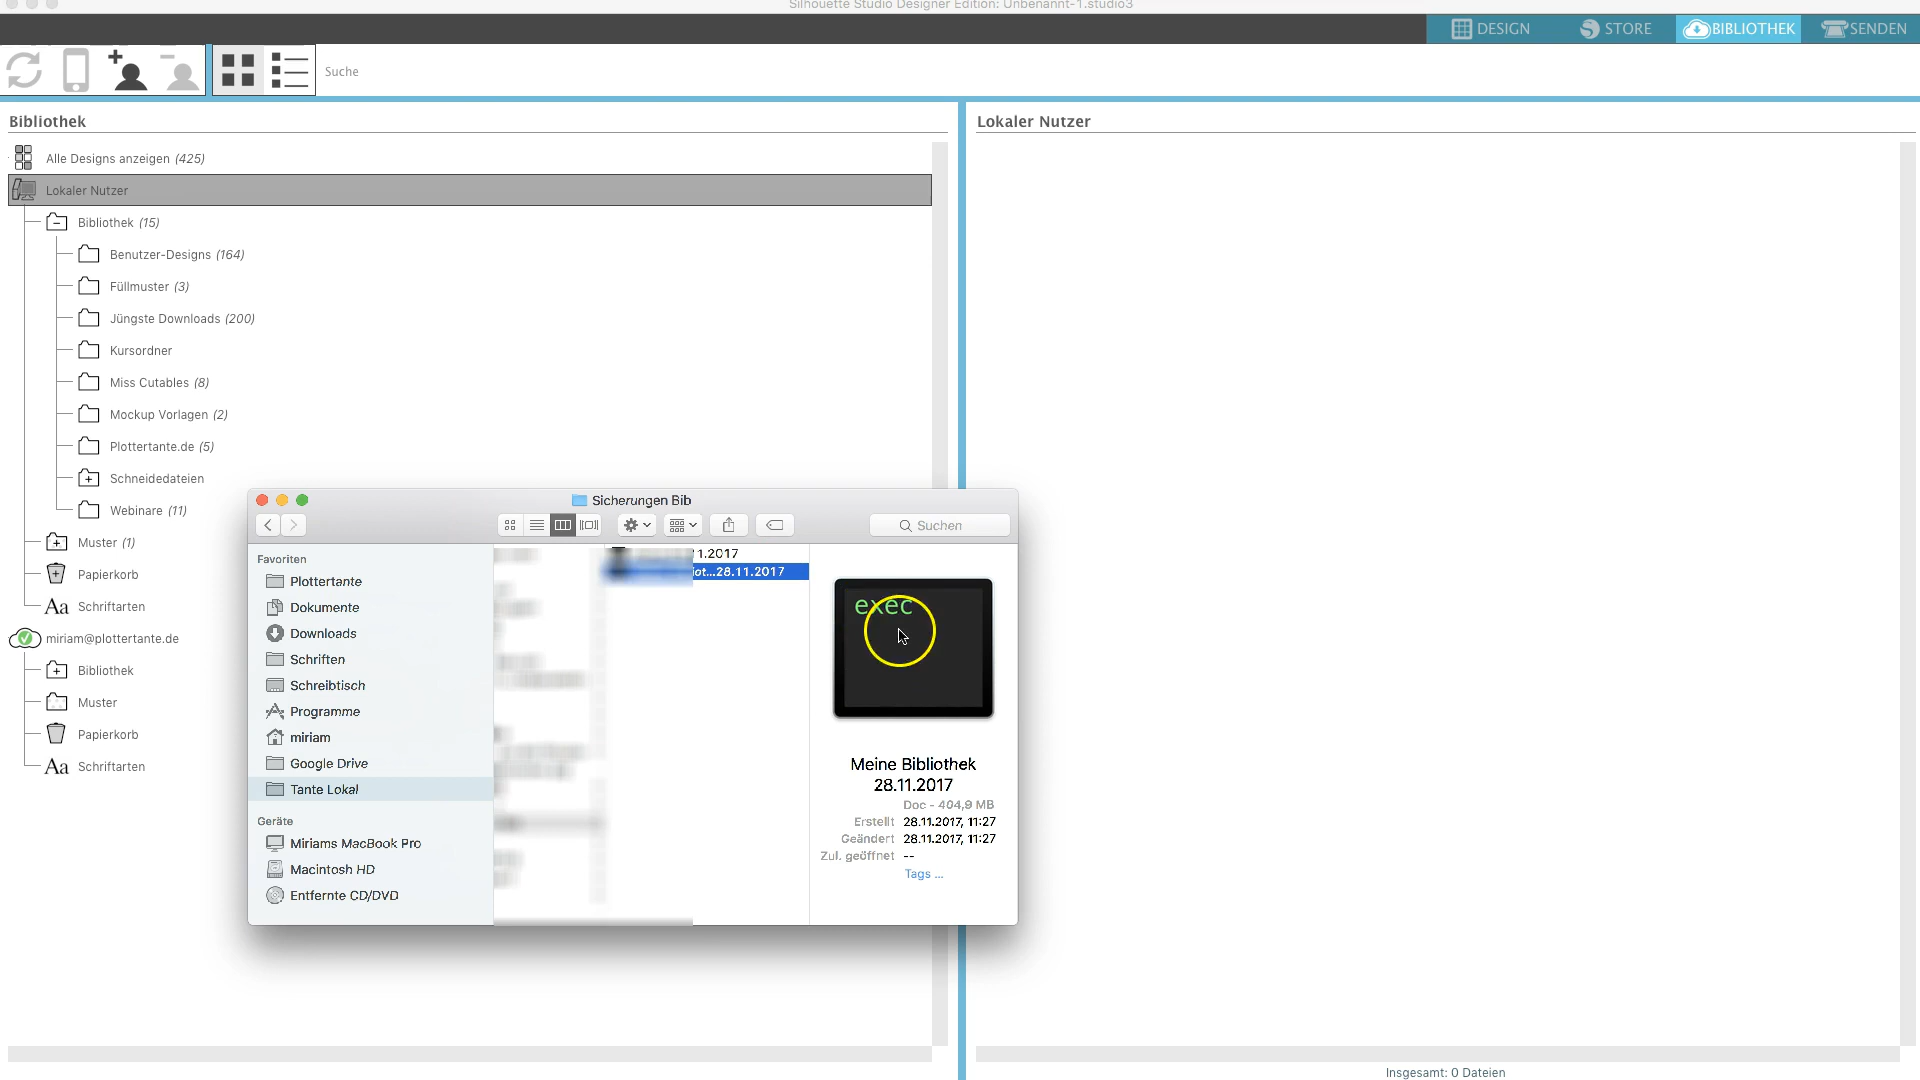 Silhouette Studio Designer Edition: Unbenannt-1.studio3
DESIGN
STORE
BIBLIOTHEK
SENDEN
Suche
Bibliothek
Alle Designs anzeigen (425)
Lokaler Nutzer
Bibliothek (15)
Benutzer-Designs (164)
Füllmuster (3)
Jüngste Downloads (200)
Kursordner
Miss Cutables (8)
Mockup Vorlagen (2)
Plottertante.de (5)
Schneidedateien
Webinare (11)
Muster (1)
Papierkorb
Aa Schriftarten
miriam@plottertante.de
Bibliothek
Muster
Papierkorb
Aa Schriftarten
Sicherungen Bib
Suchen
Favoriten
Plottertante
Dokumente
Downloads
Schriften
Schreibtisch
Programme
miriam
Google Drive
Tante Lokal
Geräte
Miriams MacBook Pro
Macintosh HD
Entfernte CD/DVD
1.2017
iot...28.11.2017
exec
Meine Bibliothek
28.11.2017
Doc - 404,9 MB
Erstellt 28.11.2017, 11:27
Geändert 28.11.2017, 11:27
Zul. geöffnet --
Tags ...
Lokaler Nutzer
Insgesamt: 0 Dateien